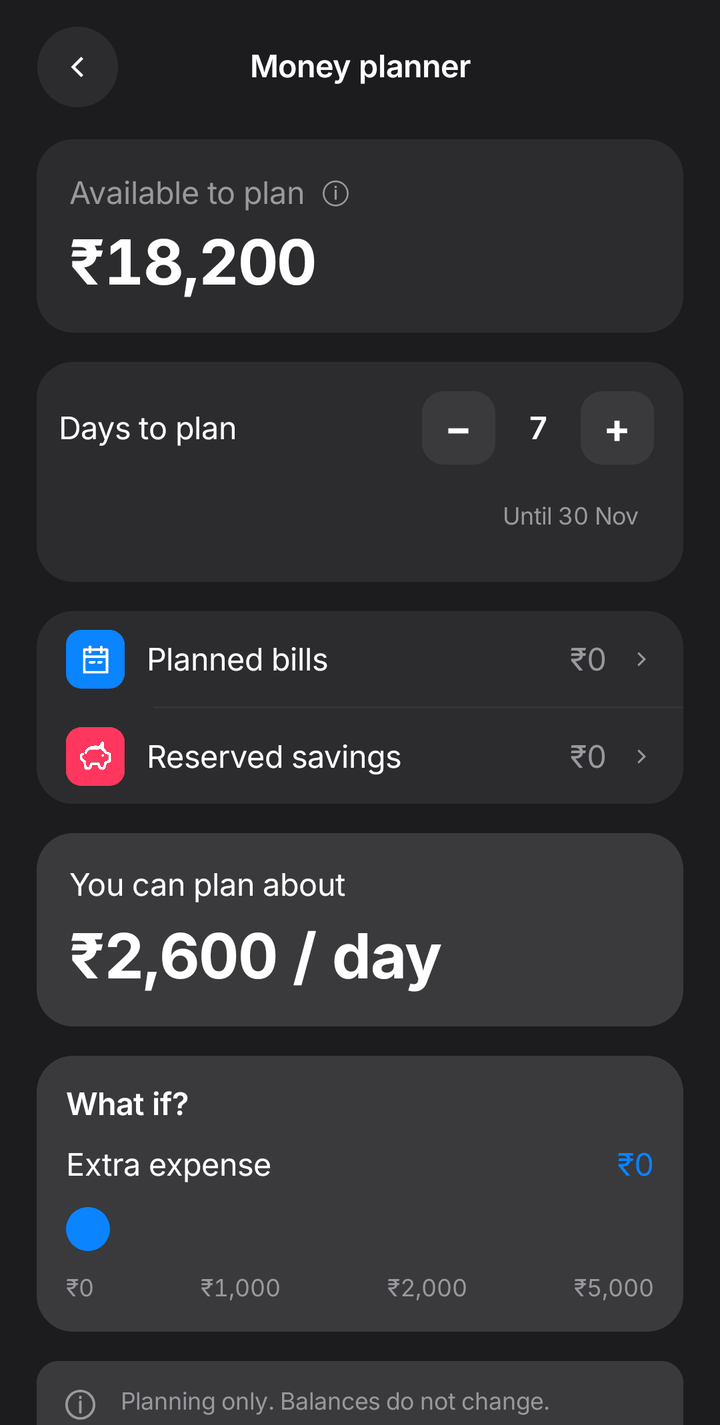 Money planner
Available to plan
₹18,200
Days to plan
7
Until 30 Nov
Planned bills ₹0
Reserved savings ₹0
You can plan about
₹2,600 / day
What if?
Extra expense ₹0
₹0 ₹1,000 ₹2,000 ₹5,000
Planning only. Balances do not change.